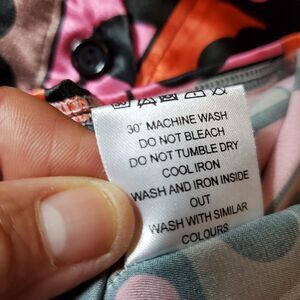 30° MACHINE WASH
DO NOT BLEACH
DO NOT TUMBLE DRY
COOL IRON
WASH AND IRON INSIDE
OUT
WASH WITH SIMILAR
COLOURS